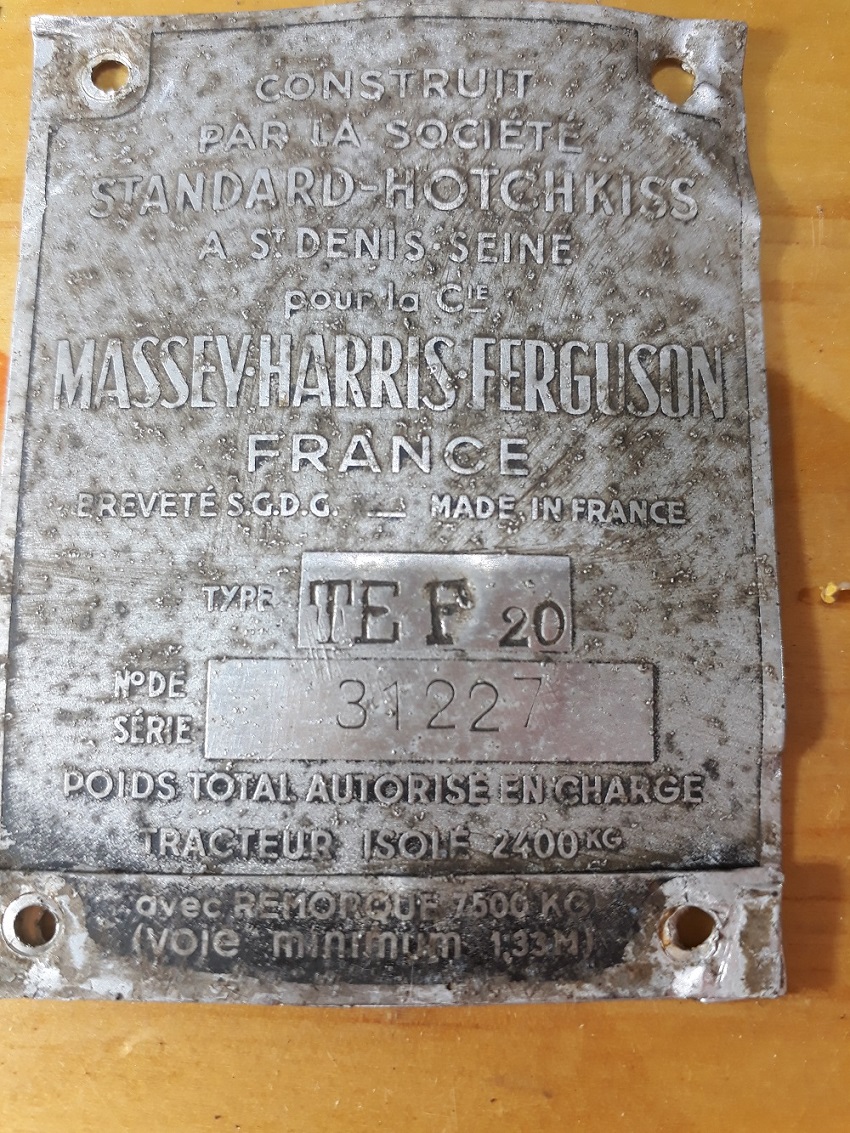 CONSTRUIT
PAR LA SOCIÉTÉ
STANDARD-HOTCHKISS
A ST DENIS·SEINE
pour la CIE
MASSEY·HARRIS·FERGUSON
FRANCE
BREVETÉ S.G.D.G. — MADE IN FRANCE
TYPE TE F 20
NO DE SÉRIE 31227
POIDS TOTAL AUTORISÉ EN CHARGE
TRACTEUR ISOLÉ 2400 KG
avec REMORQUE 7500 KG
(voie minimum 1,33M)